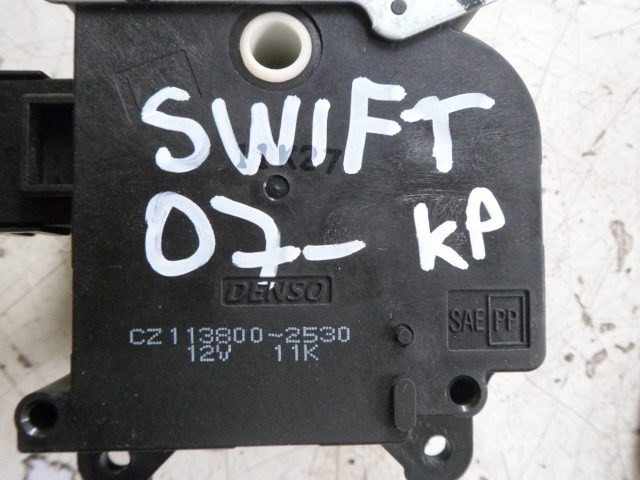 SWIFT
07- KP
DENSO
SAE PP
CZ113800-2530
12V 11K